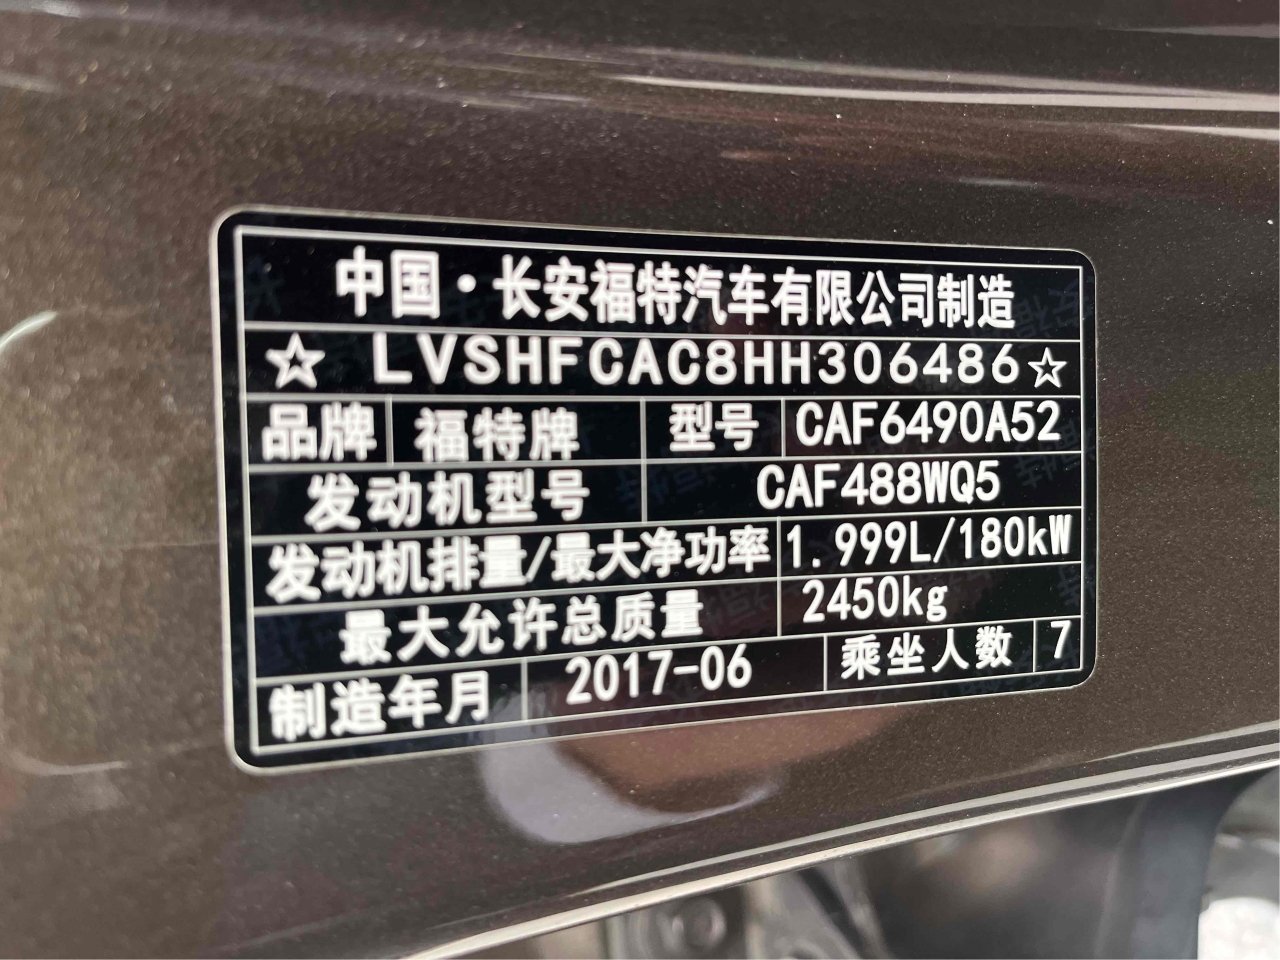 中国·长安福特汽车有限公司制造
☆ LVSHFCAC8HH306486☆
品牌 福特牌 型号 CAF6490A52
发动机型号 CAF488WQ5
发动机排量/最大净功率 1.999L/180kW
最大允许总质量 2450kg
制造年月 2017-06 乘坐人数 7